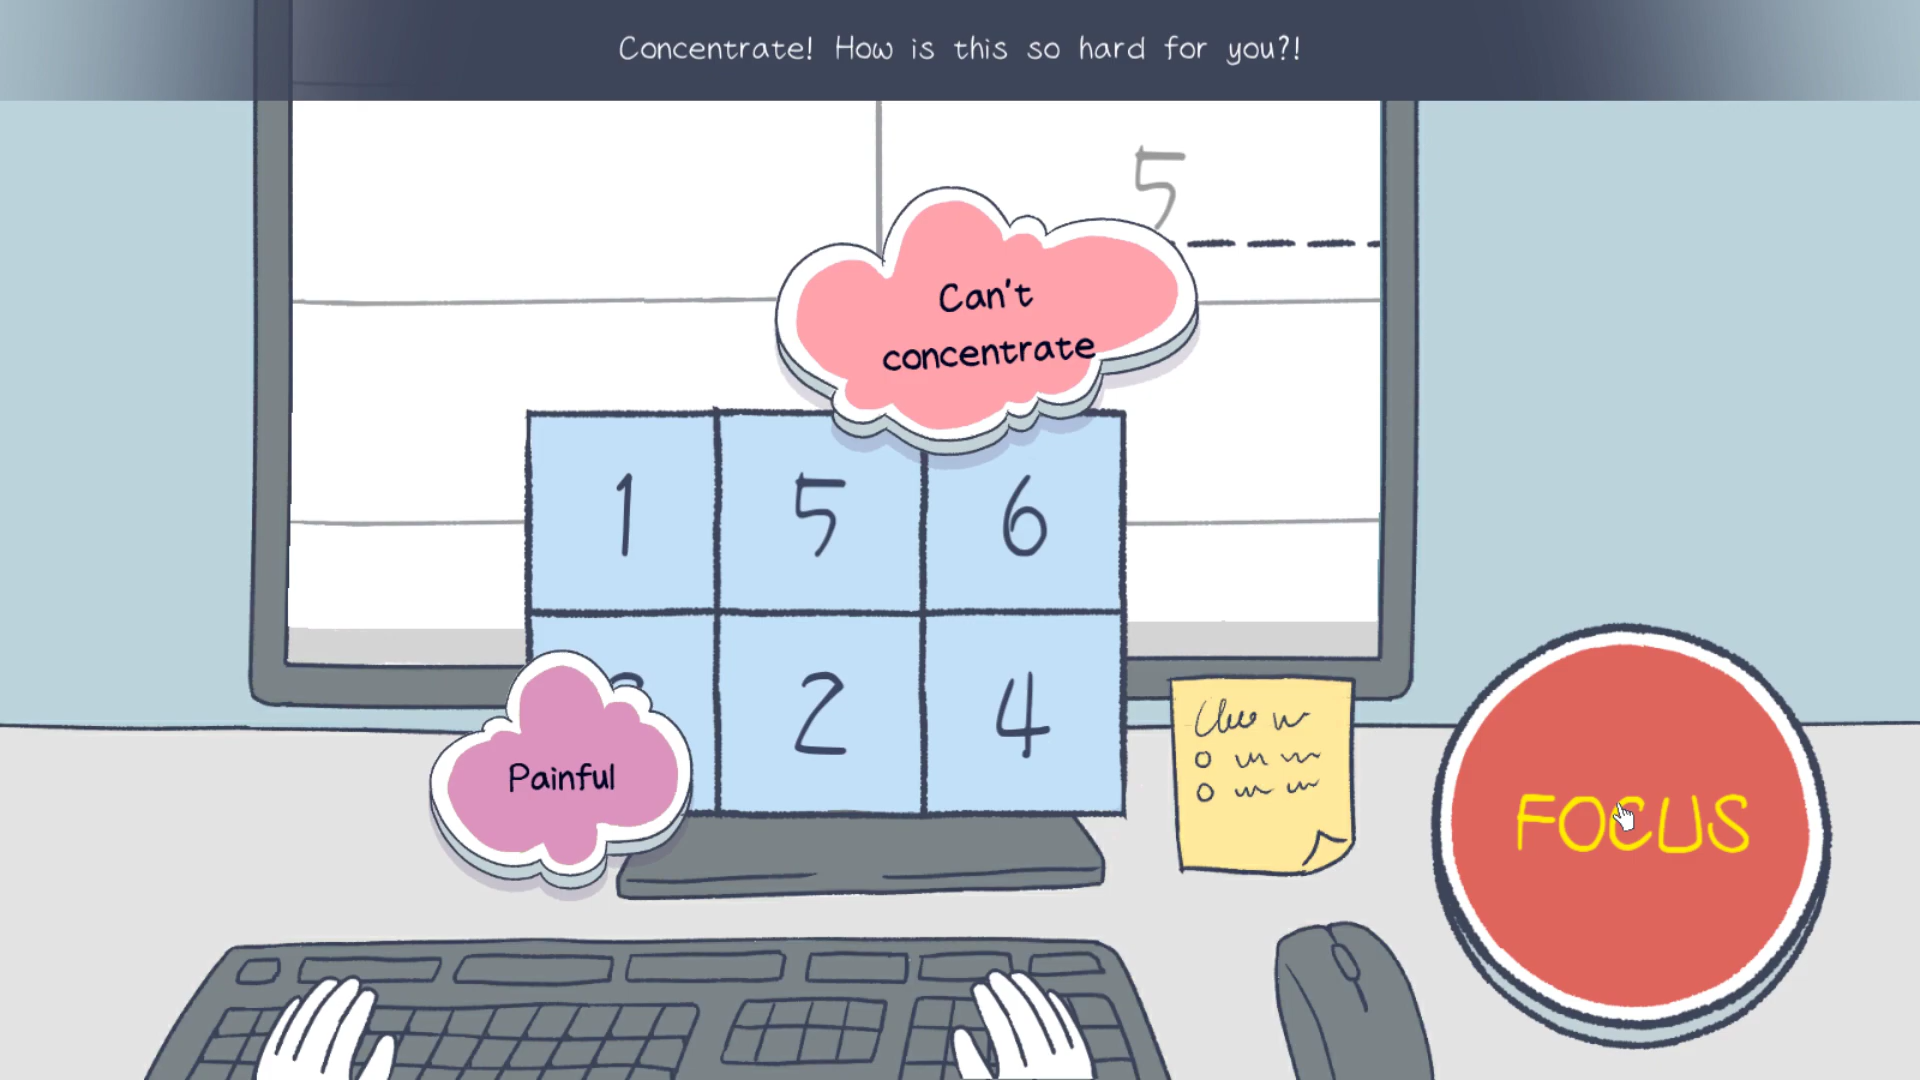 Concentrate! How is this so hard for you?!
5
Can't
concentrate
1 5 6
2 4
Painful
FOCUS